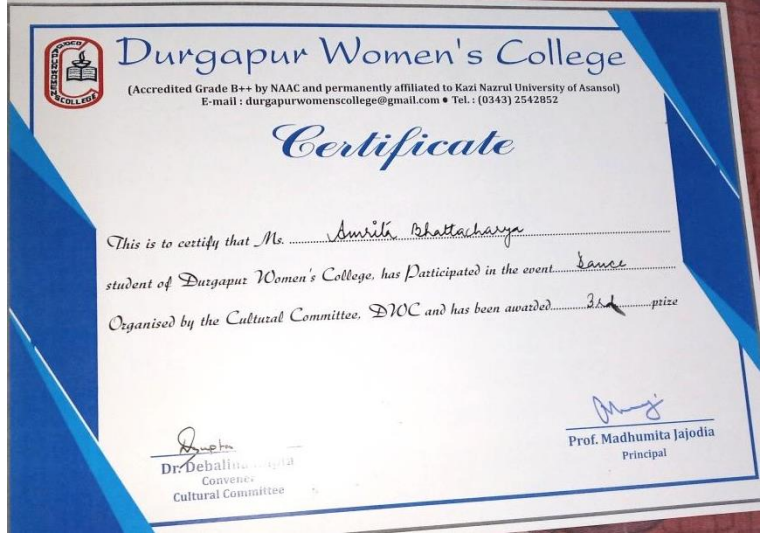 Durgapur Women's College
(Accredited Grade B++ by NAAC and permanently affiliated to Kazi Nazrul University of Asansol)
E-mail : durgapurwomenscollege@gmail.com ● Tel. : (0343) 2542852
Certificate
This is to certify that Ms. Amrita Bhattacharya
student of Durgapur Women's College, has Participated in the event Dance
Organised by the Cultural Committee, DWC and has been awarded 3rd prize
Dr. Debalina
Convener
Cultural Committee
Prof. Madhumita Jajodia
Principal